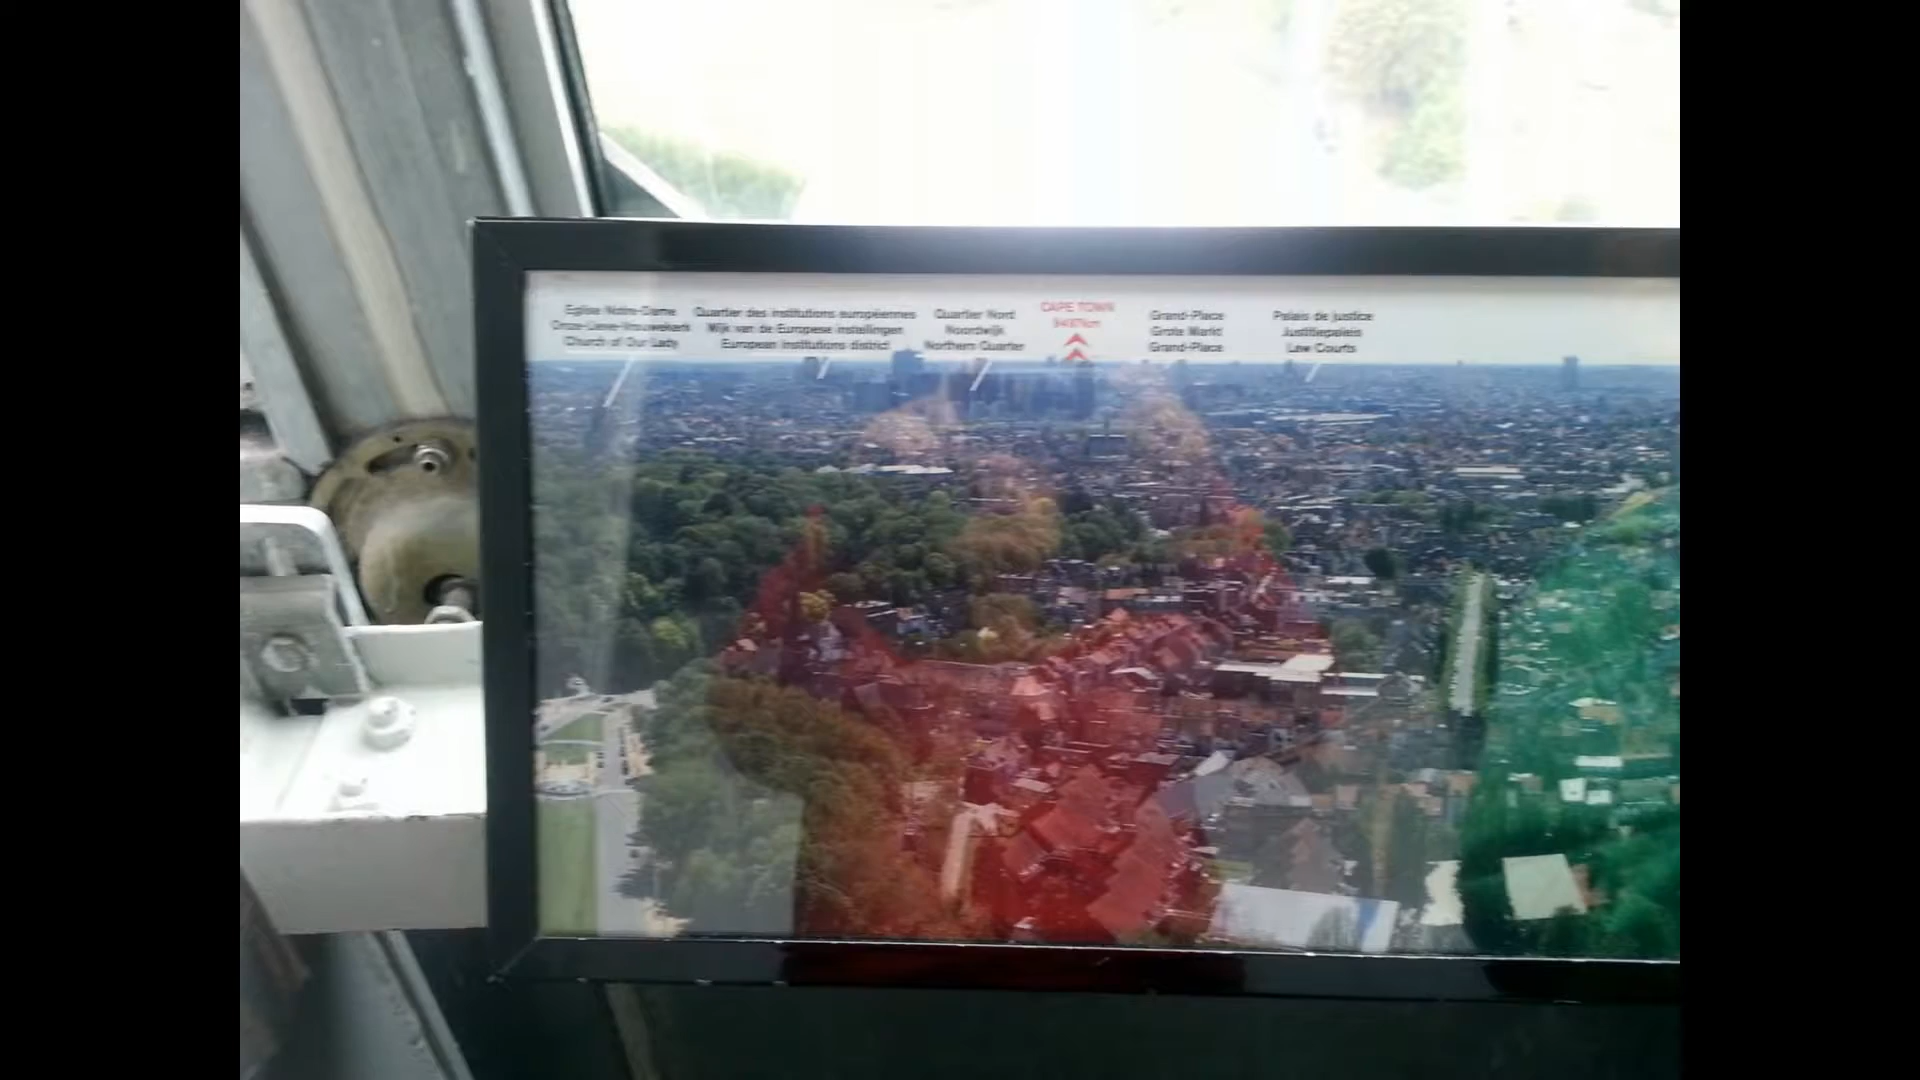 Eglise Notre-Dame
Onze-Lieve-Vrouwekerk
Church of Our Lady
Quartier des institutions européennes
Wijk van de Europese instellingen
European institutions district
Quartier Nord
Noordwijk
Northern Quarter
CAPE TOWN
Grand-Place
Grote Markt
Grand-Place
Palais de justice
Justitiepaleis
Law Courts